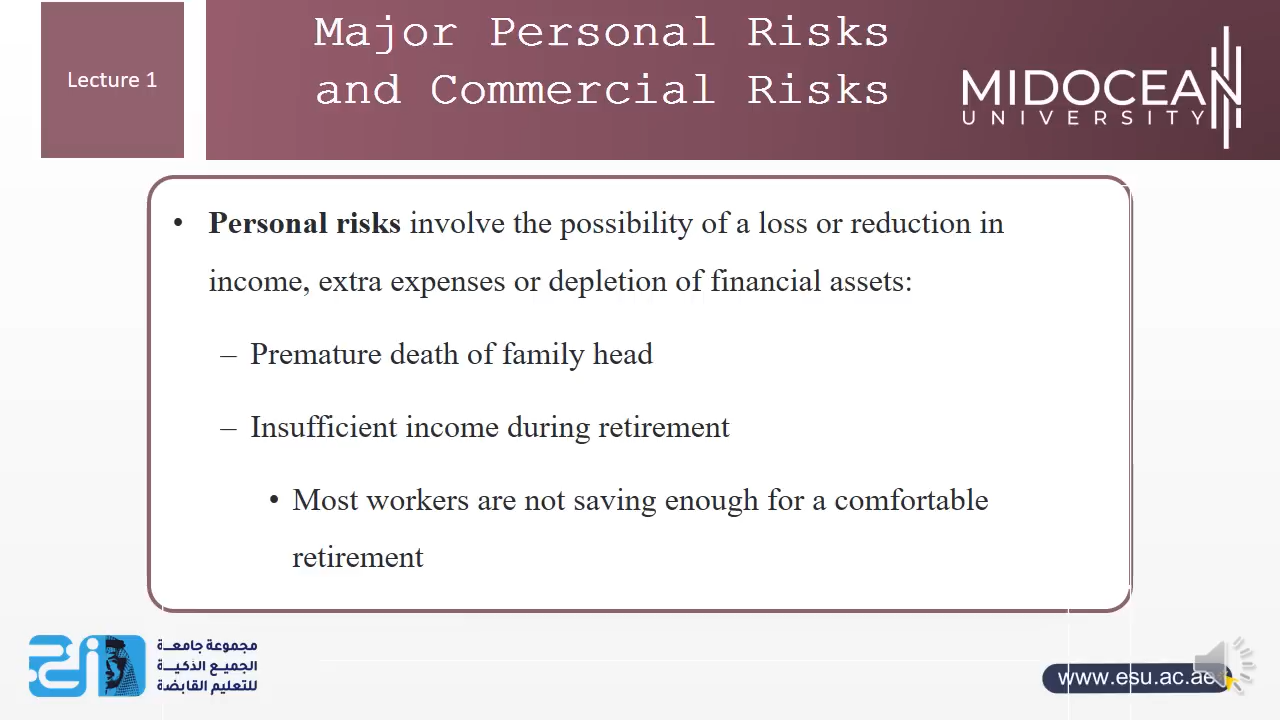 Lecture 1
Major Personal Risks
and Commercial Risks
MIDOCEAN
UNIVERSITY
• Personal risks involve the possibility of a loss or reduction in
income, extra expenses or depletion of financial assets:
– Premature death of family head
– Insufficient income during retirement
• Most workers are not saving enough for a comfortable
retirement
مجموعة جامعة
الجميع الذكية
للتعليم القابضة
www.esu.ac.ae